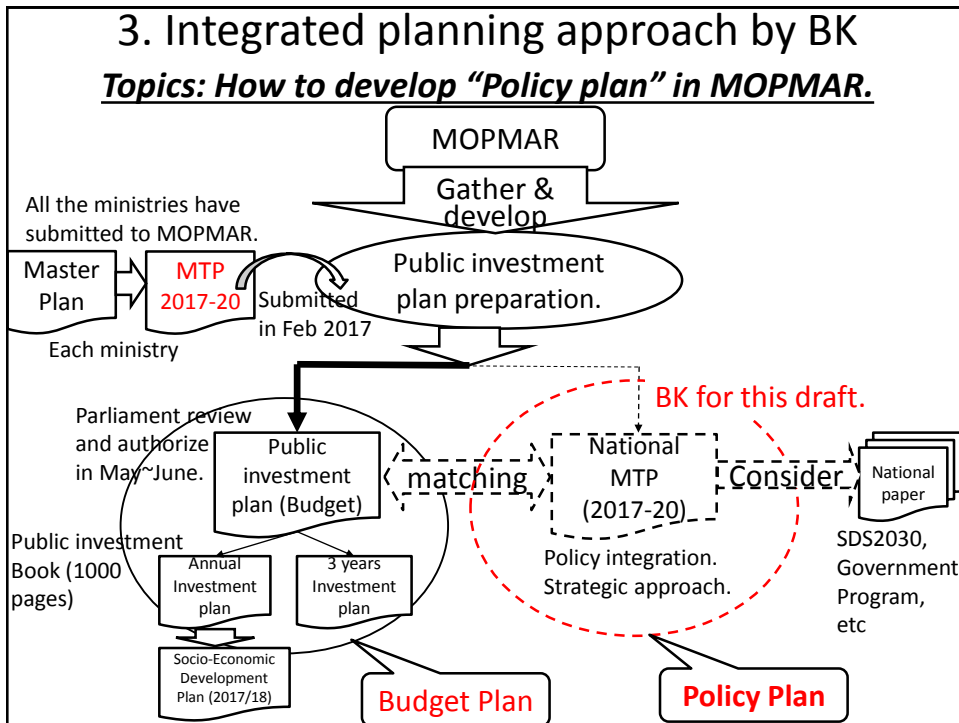 3. Integrated planning approach by BK
Topics: How to develop “Policy plan” in MOPMAR.
MOPMAR
Gather &
develop
All the ministries have
submitted to MOPMAR.
Master
Plan
MTP
2017-20
Submitted
in Feb 2017
Each ministry
Public investment
plan preparation.
BK for this draft.
Parliament review
and authorize
in May~June.
Public
investment
plan (Budget)
matching
National
MTP
(2017-20)
Consider
National
paper
Policy integration.
Strategic approach.
SDS2030,
Government
Program,
etc
Public investment
Book (1000
pages)
Annual
Investment
plan
3 years
Investment
plan
Socio-Economic
Development
Plan (2017/18)
Budget Plan
Policy Plan